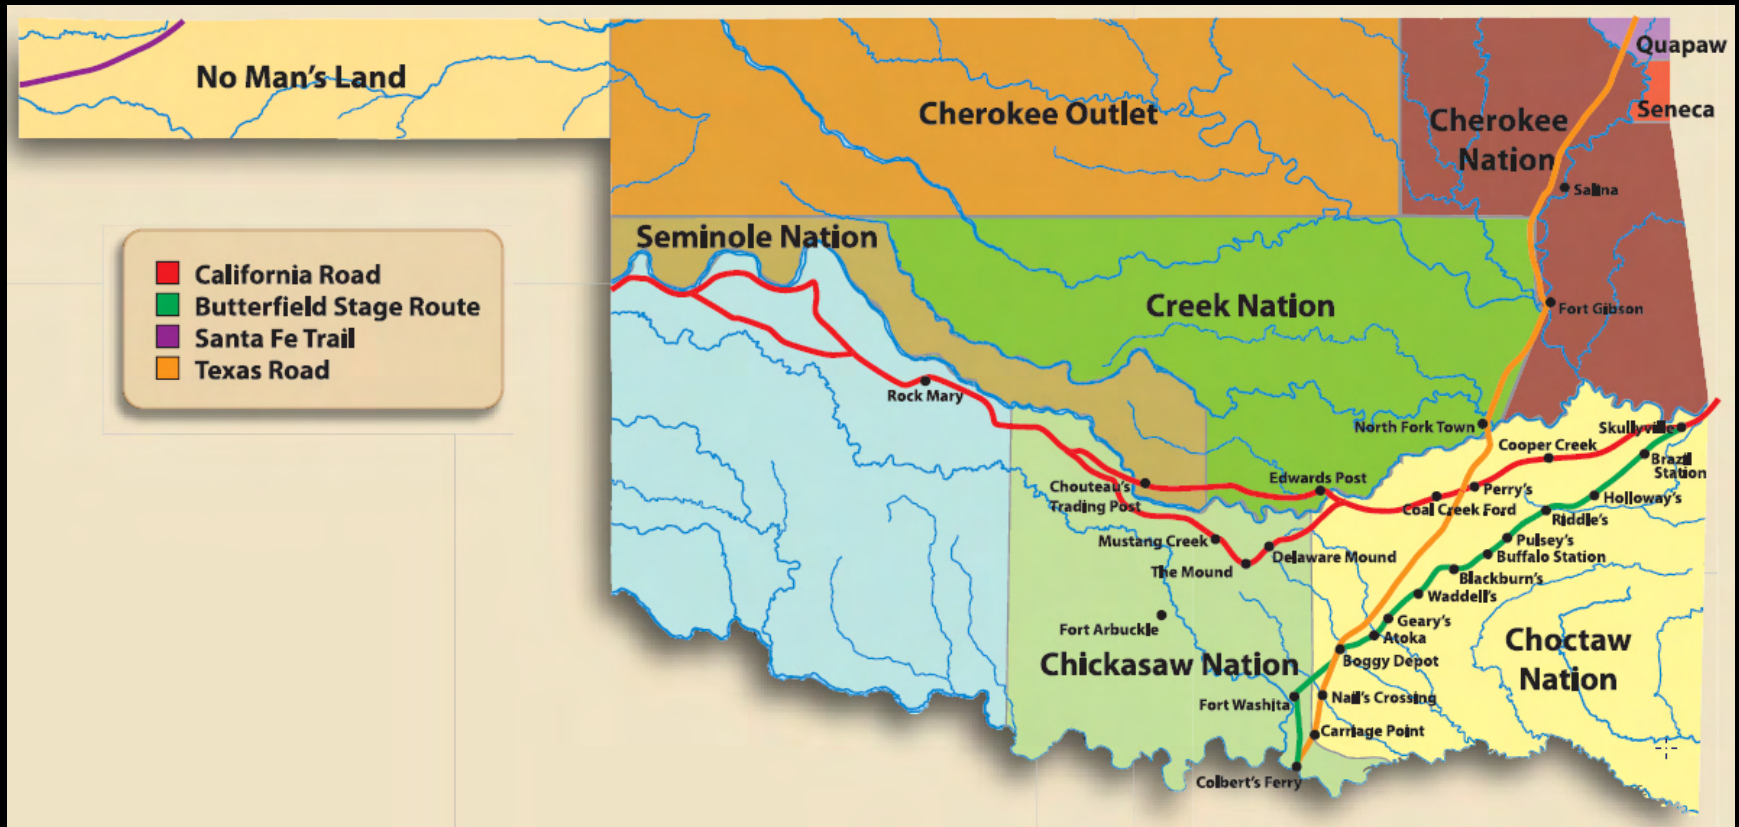 No Man's Land
Cherokee Outlet
Cherokee
Nation
Quapaw
Seneca
Salina
Seminole Nation
California Road
Butterfield Stage Route
Santa Fe Trail
Texas Road
Creek Nation
Fort Gibson
Rock Mary
North Fork Town
Skullyville
Cooper Creek
Brazil
Station
Edwards Post
Chouteau's
Trading Post
Perry's
Holloway's
Coal Creek Ford
Riddle's
Mustang Creek
Pulsey's
Delaware Mound
Buffalo Station
The Mound
Blackburn's
Waddell's
Fort Arbuckle
Geary's
Atoka
Choctaw
Nation
Chickasaw Nation
Boggy Depot
Fort Washita
Nail's Crossing
Carriage Point
Colbert's Ferry